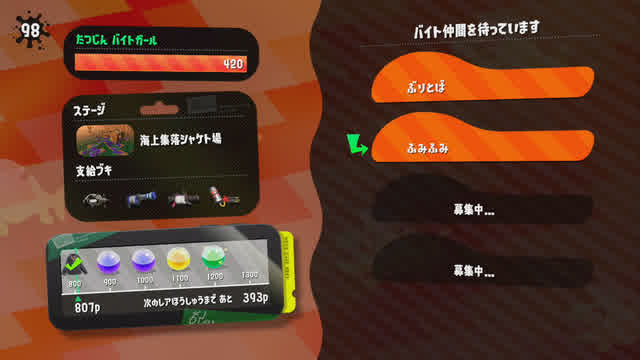 98
たつじん バイトガール
420
ステージ
海上集落シャケト場
支給ブキ
800 900 1000 1100 1200 1300
807p 次のレアほうしゅうまで あと 393p
バイト仲間を待っています
ぷりとば
ふみふみ
募集中...
募集中...